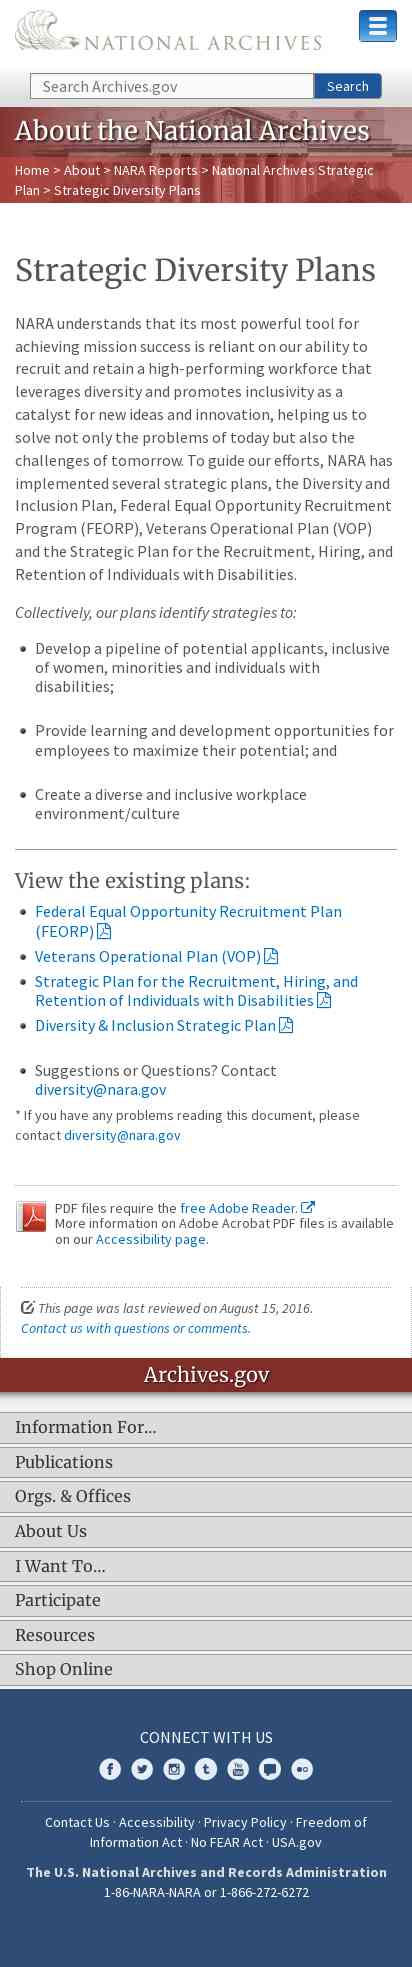 NATIONAL ARCHIVES
Search Archives.gov
Search
About the National Archives
Home > About > NARA Reports > National Archives Strategic
Plan > Strategic Diversity Plans
Strategic Diversity Plans
NARA understands that its most powerful tool for
achieving mission success is reliant on our ability to
recruit and retain a high-performing workforce that
leverages diversity and promotes inclusivity as a
catalyst for new ideas and innovation, helping us to
solve not only the problems of today but also the
challenges of tomorrow. To guide our efforts, NARA has
implemented several strategic plans, the Diversity and
Inclusion Plan, Federal Equal Opportunity Recruitment
Program (FEORP), Veterans Operational Plan (VOP)
and the Strategic Plan for the Recruitment, Hiring, and
Retention of Individuals with Disabilities.
Collectively, our plans identify strategies to:
Develop a pipeline of potential applicants, inclusive
of women, minorities and individuals with
disabilities;
Provide learning and development opportunities for
employees to maximize their potential; and
Create a diverse and inclusive workplace
environment/culture
View the existing plans:
Federal Equal Opportunity Recruitment Plan
(FEORP)
Veterans Operational Plan (VOP)
Strategic Plan for the Recruitment, Hiring, and
Retention of Individuals with Disabilities
Diversity & Inclusion Strategic Plan
Suggestions or Questions? Contact
diversity@nara.gov
* If you have any problems reading this document, please
contact diversity@nara.gov
PDF files require the free Adobe Reader.
More information on Adobe Acrobat PDF files is available
on our Accessibility page.
This page was last reviewed on August 15, 2016.
Contact us with questions or comments.
Archives.gov
Information For…
Publications
Orgs. & Offices
About Us
I Want To…
Participate
Resources
Shop Online
CONNECT WITH US
Contact Us · Accessibility · Privacy Policy · Freedom of
Information Act · No FEAR Act · USA.gov
The U.S. National Archives and Records Administration
1-86-NARA-NARA or 1-866-272-6272